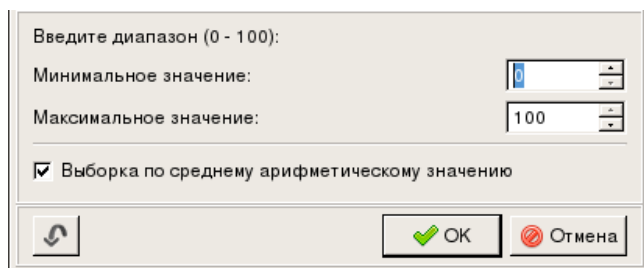 Введите диапазон (0 - 100):
Минимальное значение: 0
Максимальное значение: 100
Выборка по среднему арифметическому значению
OK Отмена